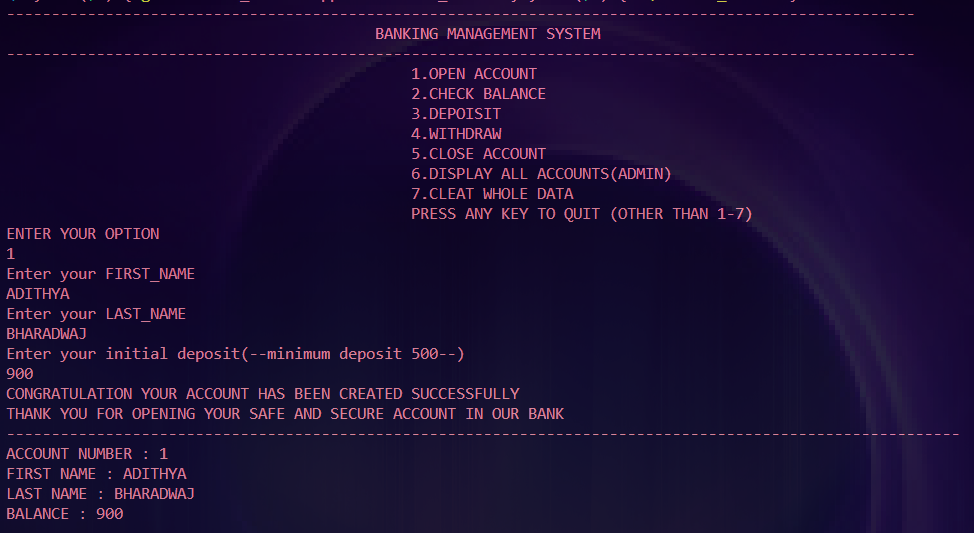 --------------------------------------------------------------------------------------------------------
BANKING MANAGEMENT SYSTEM
--------------------------------------------------------------------------------------------------------
1.OPEN ACCOUNT
2.CHECK BALANCE
3.DEPOISIT
4.WITHDRAW
5.CLOSE ACCOUNT
6.DISPLAY ALL ACCOUNTS(ADMIN)
7.CLEAT WHOLE DATA
PRESS ANY KEY TO QUIT (OTHER THAN 1-7)
ENTER YOUR OPTION
1
Enter your FIRST_NAME
ADITHYA
Enter your LAST_NAME
BHARADWAJ
Enter your initial deposit(--minimum deposit 500--)
900
CONGRATULATION YOUR ACCOUNT HAS BEEN CREATED SUCCESSFULLY
THANK YOU FOR OPENING YOUR SAFE AND SECURE ACCOUNT IN OUR BANK
----------------------------------------------------------------------------------------------------------
ACCOUNT NUMBER : 1
FIRST NAME : ADITHYA
LAST NAME : BHARADWAJ
BALANCE : 900